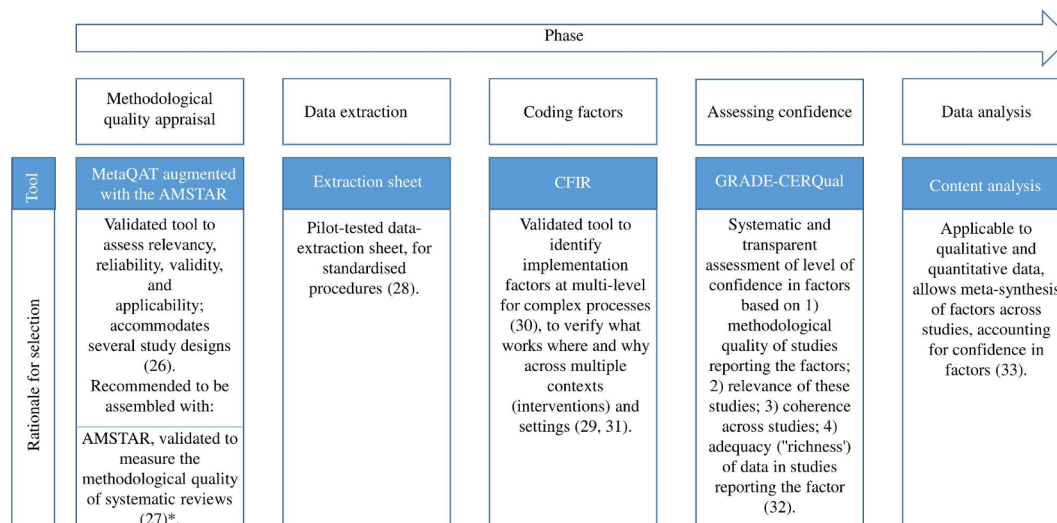 Phase
Methodological
quality appraisal
Data extraction
Coding factors
Assessing confidence
Data analysis
Tool
MetaQAT augmented
with the AMSTAR
Extraction sheet
CFIR
GRADE-CERQual
Content analysis
Rationale for selection
Validated tool to
assess relevancy,
reliability, validity,
and
applicability;
accommodates
several study designs
(26).
Recommended to be
assembled with:
AMSTAR, validated to
measure the
methodological quality
of systematic reviews
(27)*.
Pilot-tested data-
extraction sheet, for
standardised
procedures (28).
Validated tool to
identify
implementation
factors at multi-level
for complex processes
(30), to verify what
works where and why
across multiple
contexts
(interventions) and
settings (29, 31).
Systematic and
transparent
assessment of level of
confidence in factors
based on 1)
methodological
quality of studies
reporting the factors;
2) relevance of these
studies; 3) coherence
across studies; 4)
adequacy ("richness')
of data in studies
reporting the factor
(32).
Applicable to
qualitative and
quantitative data,
allows meta-synthesis
of factors across
studies, accounting
for confidence in
factors (33).